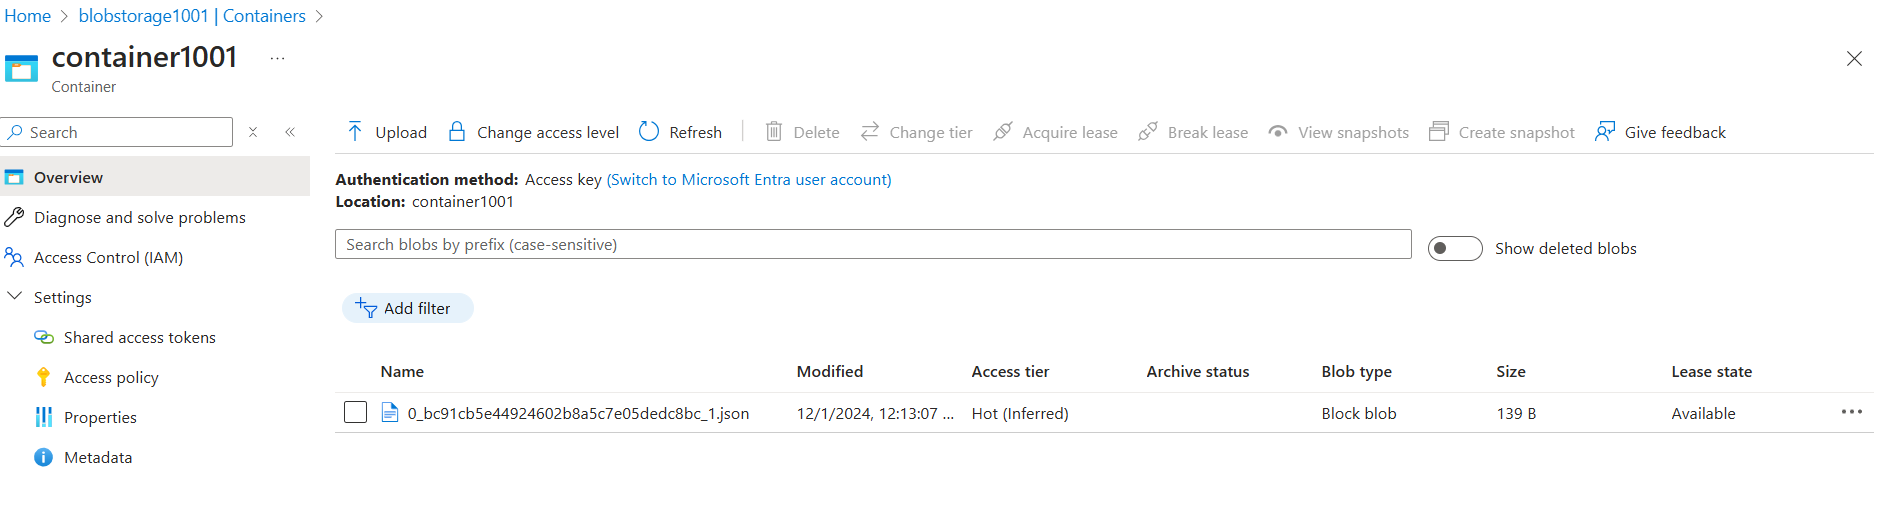 Home > blobstorage1001 | Containers >
container1001 ...
Container
Search
Upload Change access level Refresh Delete Change tier Acquire lease Break lease View snapshots Create snapshot Give feedback
Overview
Diagnose and solve problems
Access Control (IAM)
Settings
Shared access tokens
Access policy
Properties
Metadata
Authentication method: Access key (Switch to Microsoft Entra user account)
Location: container1001
Search blobs by prefix (case-sensitive)
Show deleted blobs
Add filter
Name Modified Access tier Archive status Blob type Size Lease state
0_bc91cb5e44924602b8a5c7e05dedc8bc_1.json 12/1/2024, 12:13:07 ... Hot (Inferred) Block blob 139 B Available ...